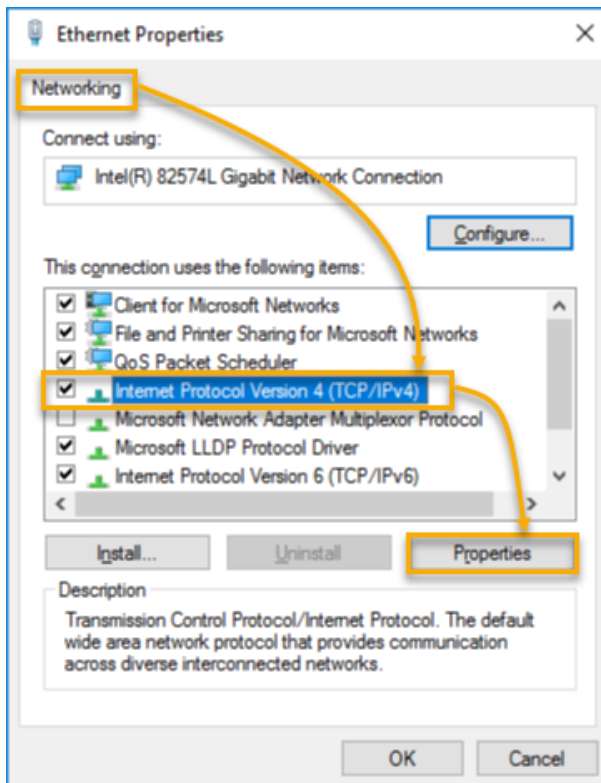 Ethernet Properties
Networking
Connect using:
Intel(R) 82574L Gigabit Network Connection
Configure...
This connection uses the following items:
Client for Microsoft Networks
File and Printer Sharing for Microsoft Networks
QoS Packet Scheduler
Internet Protocol Version 4 (TCP/IPv4)
Microsoft Network Adapter Multiplexor Protocol
Microsoft LLDP Protocol Driver
Internet Protocol Version 6 (TCP/IPv6)
Install...
Uninstall
Properties
Description
Transmission Control Protocol/Internet Protocol. The default
wide area network protocol that provides communication
across diverse interconnected networks.
OK
Cancel